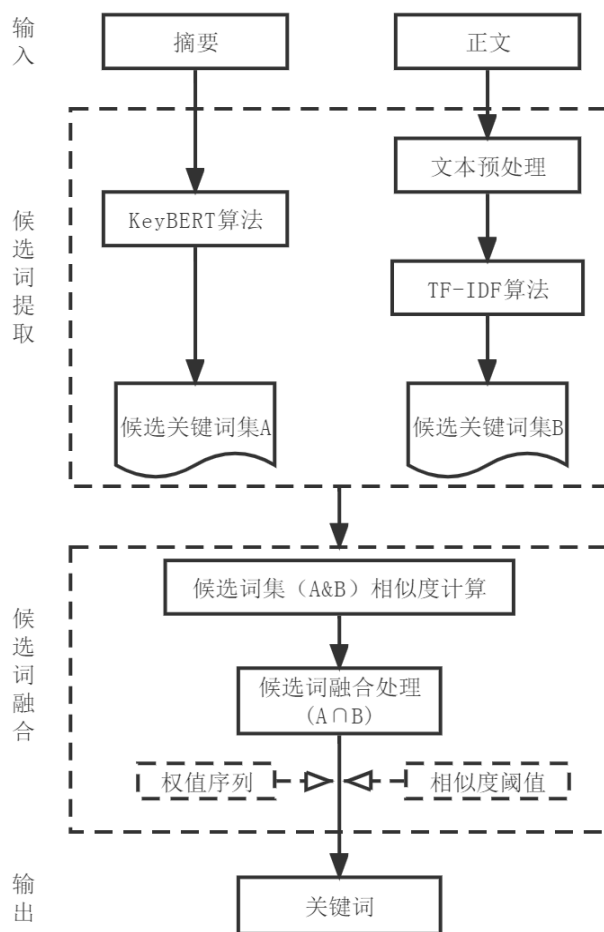 输入
摘要
正文
候选词提取
文本预处理
KeyBERT算法
TF-IDF算法
候选关键词集A
候选关键词集B
候选词融合
候选词集（A&B）相似度计算
候选词融合处理
(A∩B)
权值序列
相似度阈值
输出
关键词